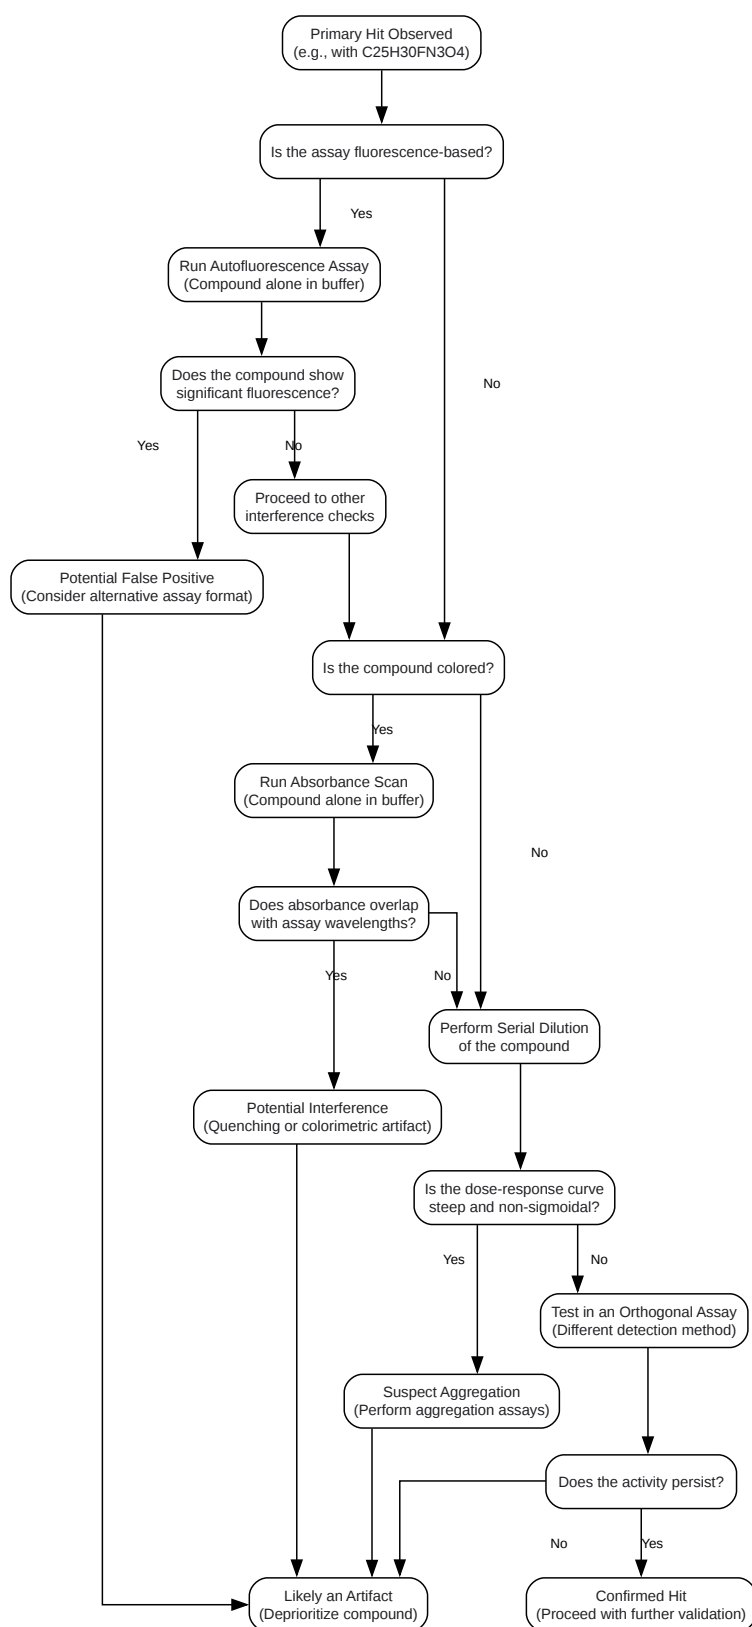 Primary Hit Observed
(e.g., with C25H30FN3O4)
Is the assay fluorescence-based?
Yes
Run Autofluorescence Assay
(Compound alone in buffer)
Does the compound show
significant fluorescence?
No
Yes
No
Proceed to other
interference checks
Potential False Positive
(Consider alternative assay format)
Is the compound colored?
Yes
Run Absorbance Scan
(Compound alone in buffer)
No
Does absorbance overlap
with assay wavelengths?
Yes
No
Perform Serial Dilution
of the compound
Potential Interference
(Quenching or colorimetric artifact)
Is the dose-response curve
steep and non-sigmoidal?
Yes
No
Test in an Orthogonal Assay
(Different detection method)
Suspect Aggregation
(Perform aggregation assays)
Does the activity persist?
No
Yes
Likely an Artifact
(Deprioritize compound)
Confirmed Hit
(Proceed with further validation)